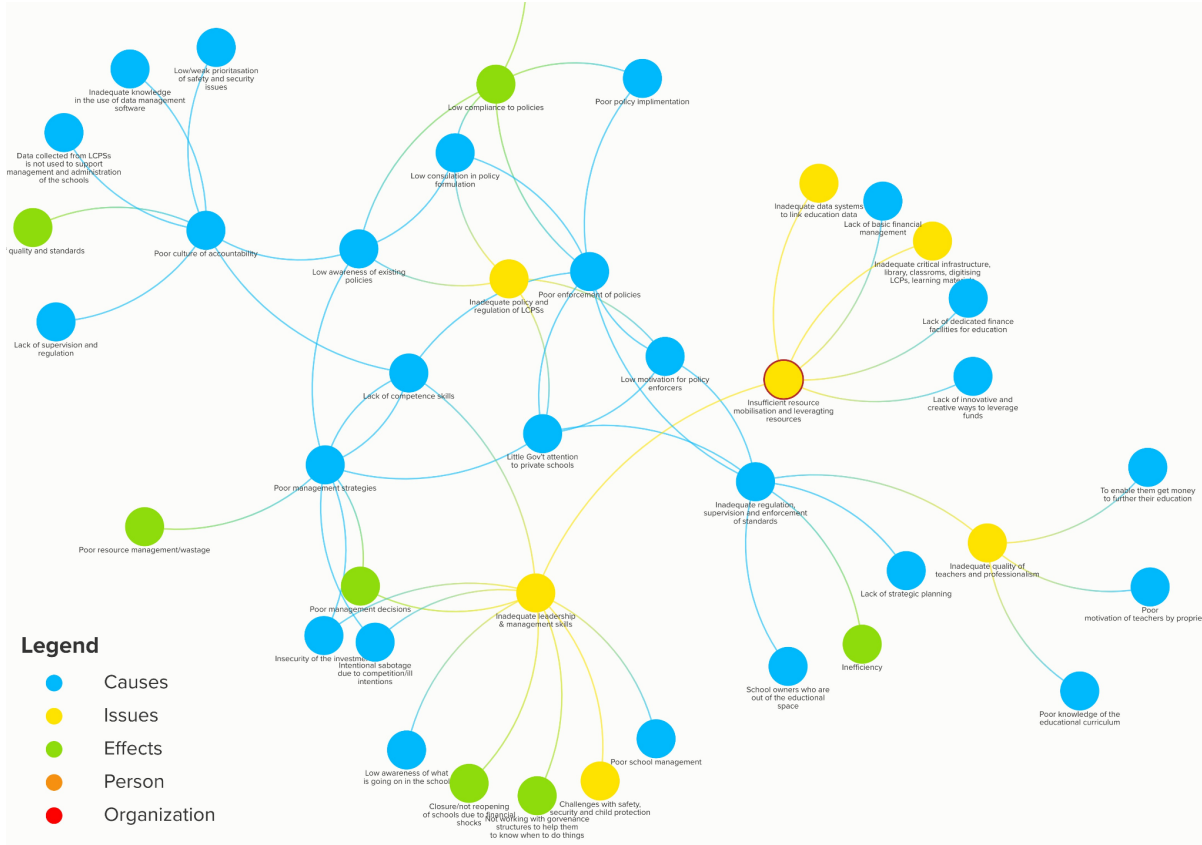 Low/weak prioritasation
of safety and security
issues
Inadequate knowledge
in the use of data management
software
Data collected from LCPSs
is not used to support
management and administration
of the schools
quality and standards
Poor culture of accountability
Lack of supervision and
regulation
Low compliance to policies
Poor policy implimentation
Low consulation in policy
formulation
Low awareness of existing
policies
Inadequate policy and
regulation of LCPSs
Poor enforcement of policies
Low motivation for policy
enforcers
Lack of competence skills
Little Gov't attention
to private schools
Poor management strategies
Poor resource management/wastage
Poor management decisions
Insecurity of the
Intentional sabotage
due to competition/ill
intentions
Inadequate leadership
& management skills
Low awareness of what
is going on in the school
Closure/not reopening
of schools due to financial
shocks
Not working with gorvenance
structures to help them
to know when to do things
Challenges with safety,
security and child protection
Poor school management
Inadequate data systems
to link education data
Lack of basic financial
management
Inadequate critical infrastructure,
library, classroms, digitising
LCPs, learning
Lack of dedicated finance
facilities for education
Lack of innovative and
creative ways to leverage
funds
Insufficient resource
mobilisation and leveragting
resources
Inadequate regulation,
supervision and enforcement
of standards
Lack of strategic planning
Inefficiency
School owners who are
out of the eductional
space
Inadequate quality of
teachers and professionalism
To enable them get money
to further their education
Poor
motivation of teachers by proprie
Poor knowledge of the
educational curriculum
Legend
Causes
Issues
Effects
Person
Organization